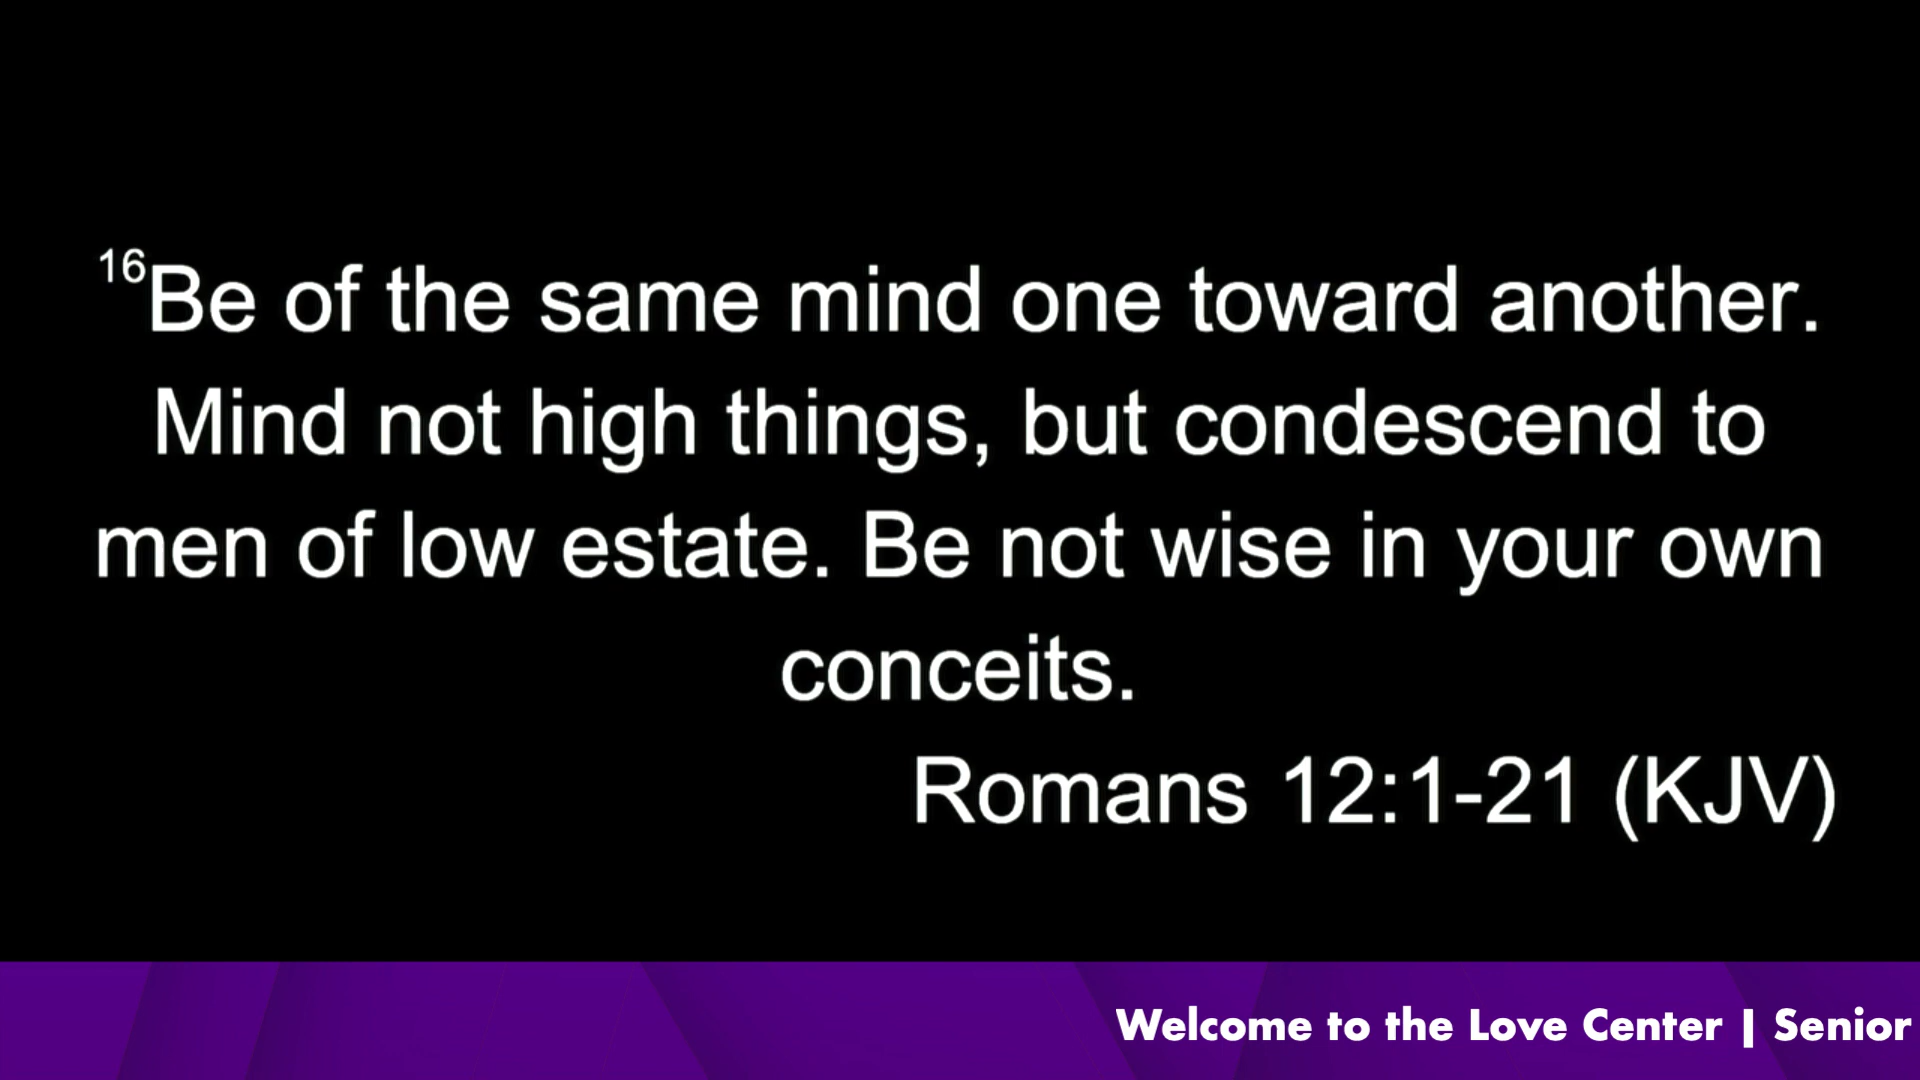 16Be of the same mind one toward another.
Mind not high things, but condescend to
men of low estate. Be not wise in your own
conceits.
Romans 12:1-21 (KJV)
Welcome to the Love Center | Senior